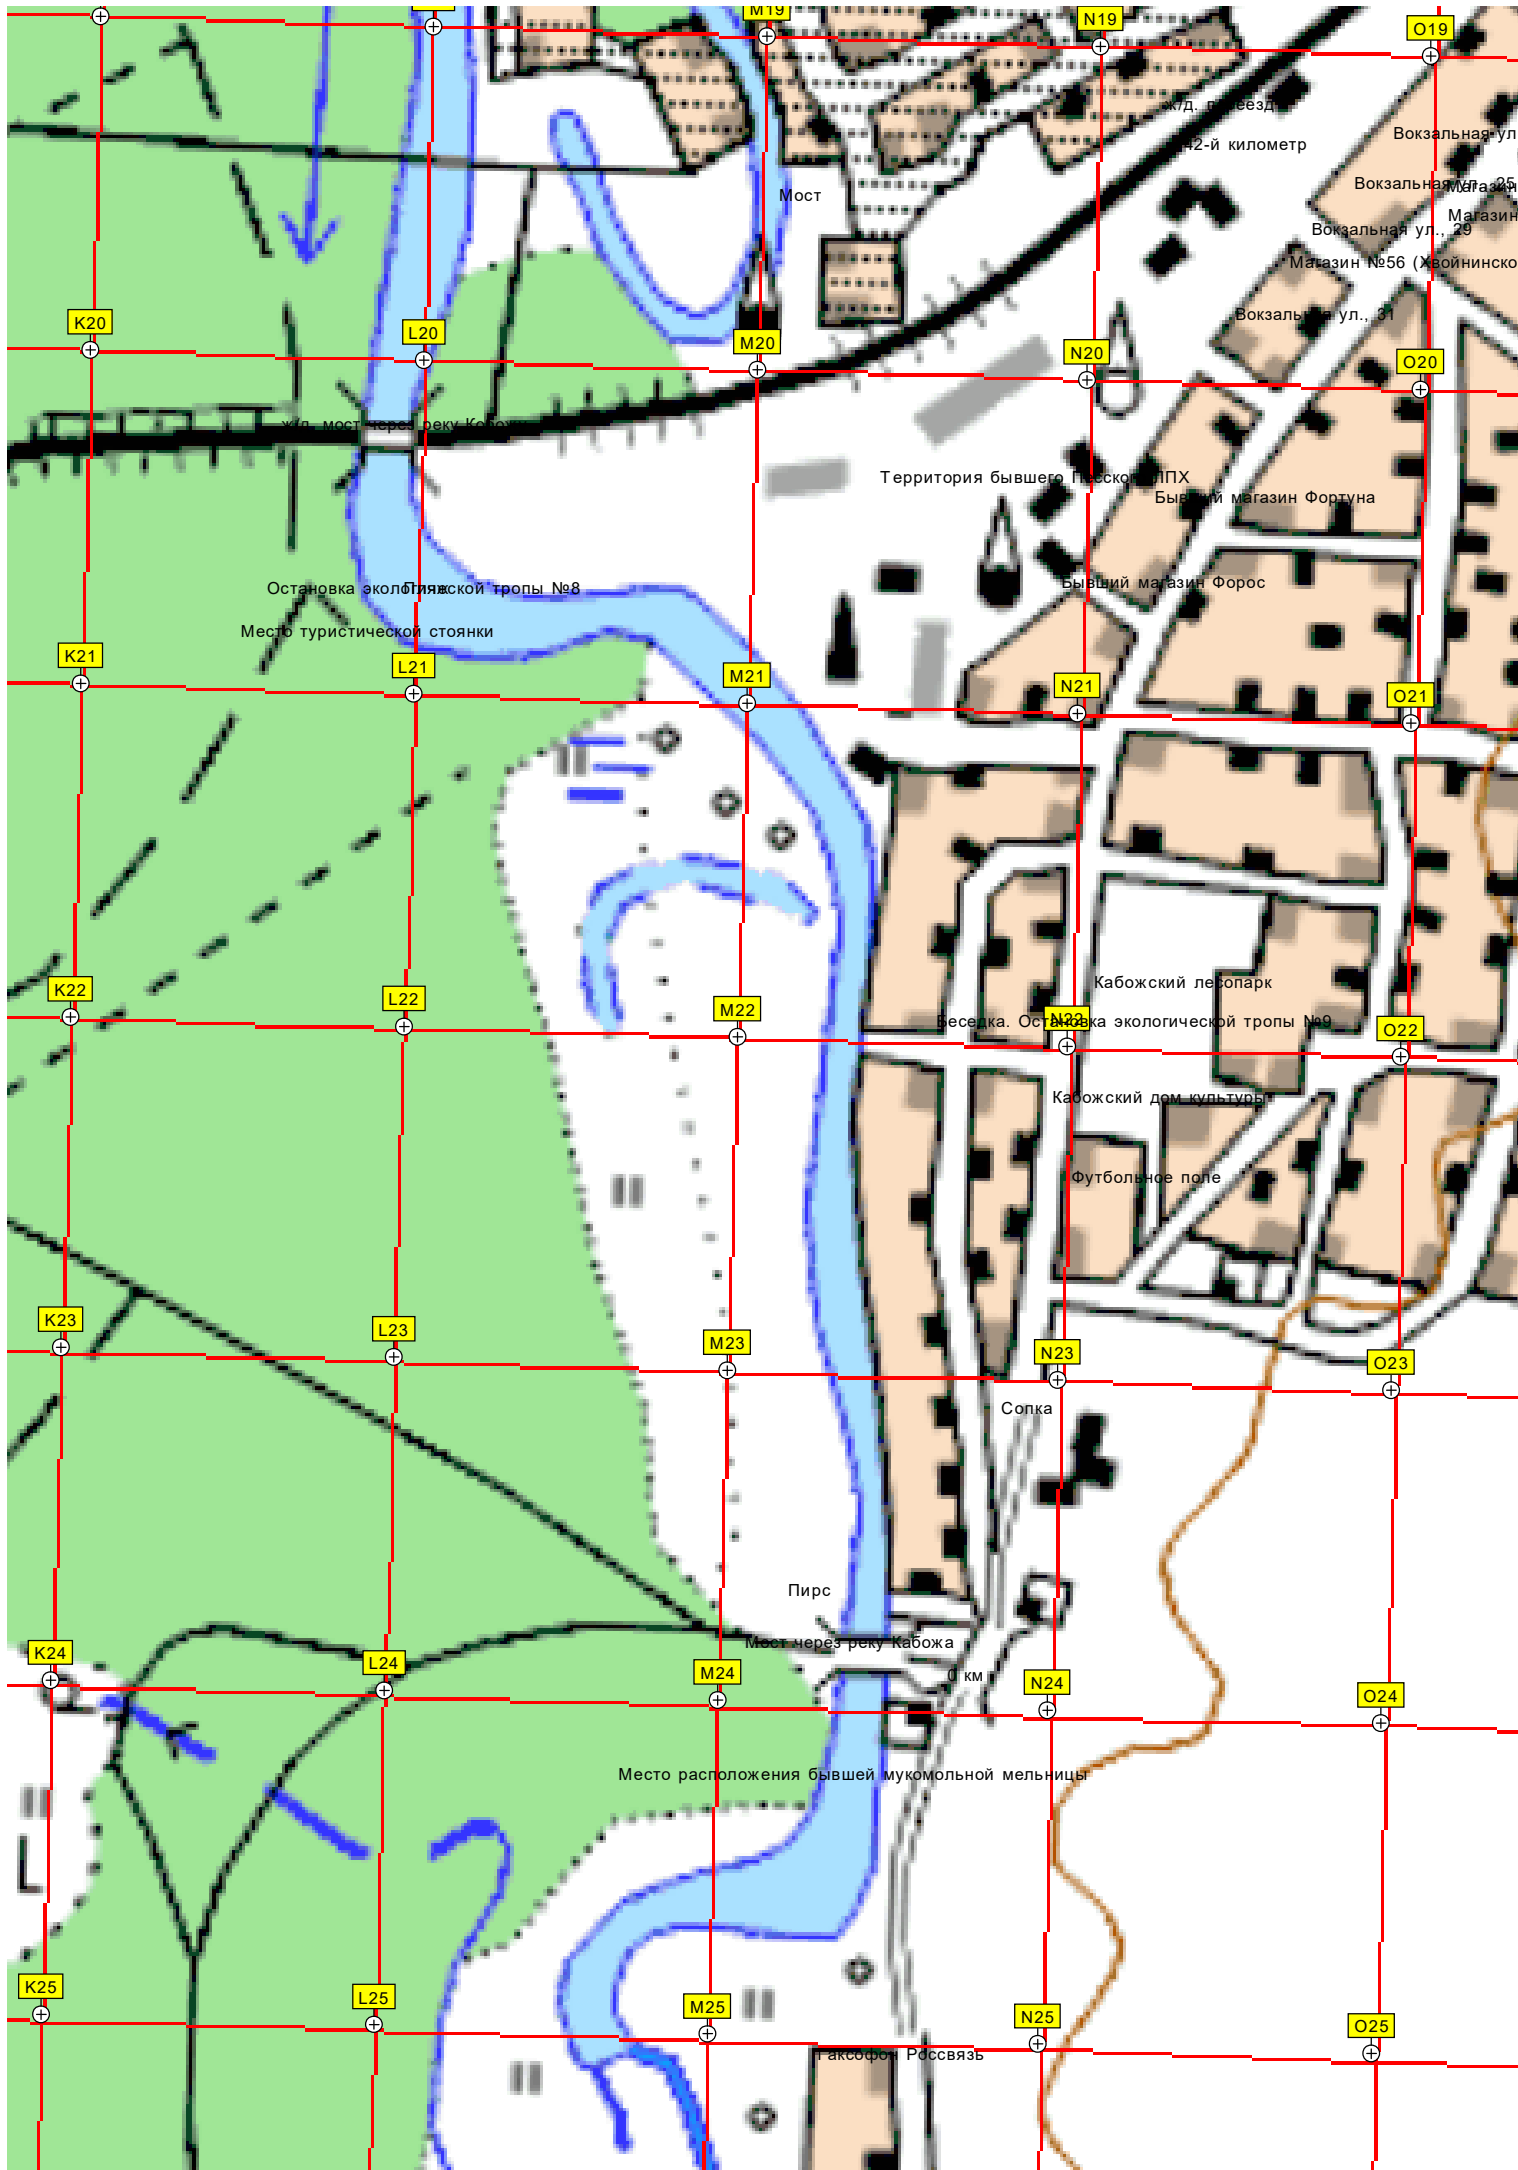 M19
N19
O19
ж/д. переезд
42-й километр
Вокзальная ул
Вокзальная ул., 25
Магазин
Мост
Магазин
Вокзальная ул., 29
Магазин №56 (Хвойнинско
Вокзальная ул., 31
K20
L20
M20
N20
O20
ж/д. мост через реку Кобожа
Территория бывшего Песского ЛПХ
Бывший магазин Фортуна
Бывший магазин Форос
Остановка экологической тропы №8
Пляж
Место туристической стоянки
K21
L21
M21
N21
O21
Кабожский лесопарк
K22
L22
M22
N22
O22
Беседка. Остановка экологической тропы №9
Кабожский дом культуры
Футбольное поле
K23
L23
M23
N23
O23
Сопка
Пирс
Мост через реку Кабожа
0 км
K24
L24
M24
N24
O24
Место расположения бывшей мукомольной мельницы
K25
L25
M25
N25
O25
Таксофон Россвязь